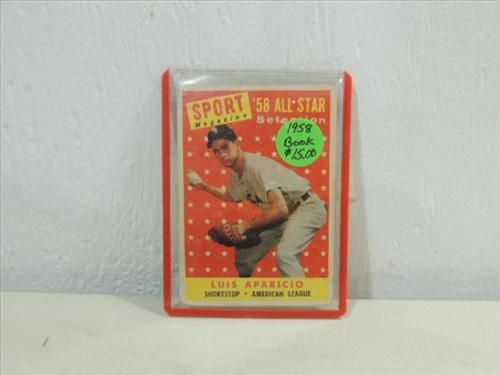 SPORT
Magazine
'58 ALL★STAR
Selection
1958
Book
$15.00
LUIS APARICIO
SHORTSTOP • AMERICAN LEAGUE